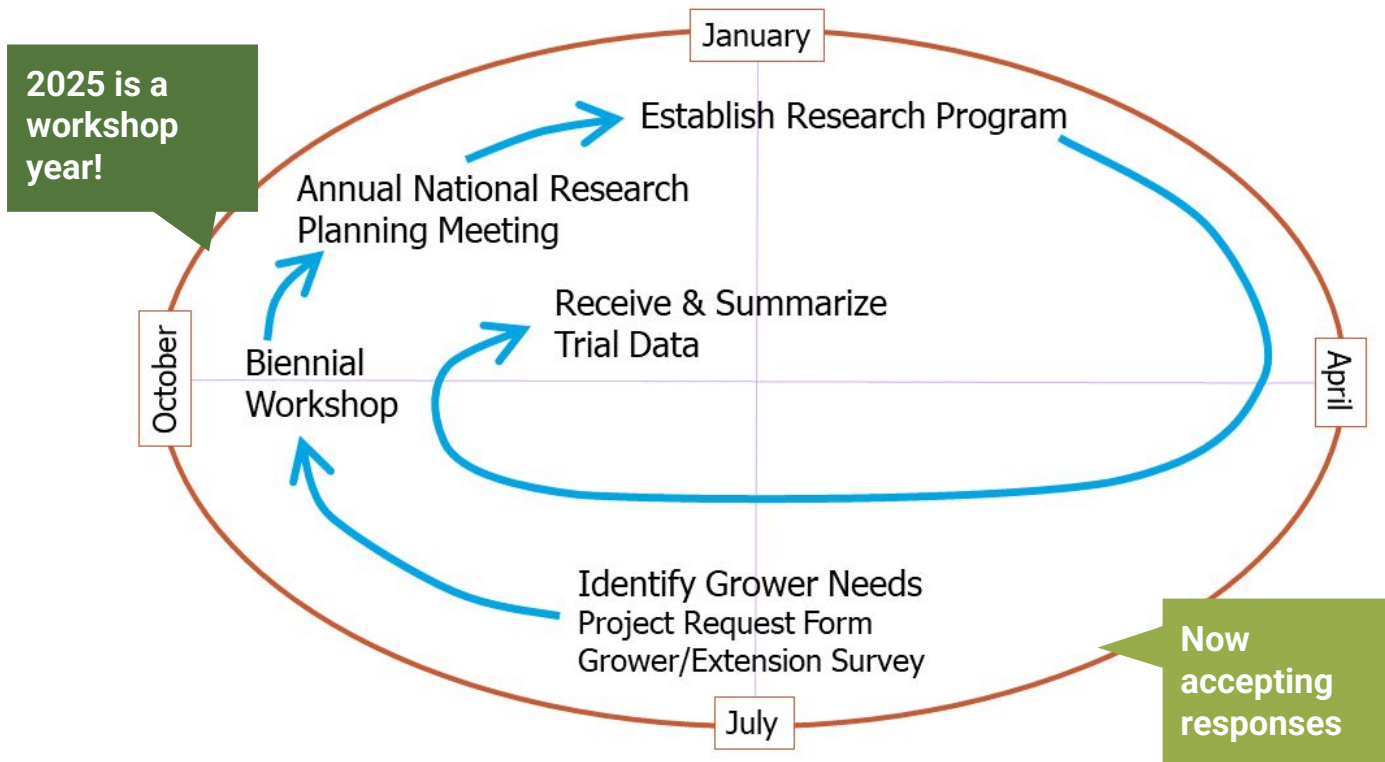 January
2025 is a
workshop
year!
Establish Research Program
Annual National Research
Planning Meeting
Receive & Summarize
Trial Data
October
Biennial
Workshop
April
Identify Grower Needs
Project Request Form
Grower/Extension Survey
Now
accepting
responses
July